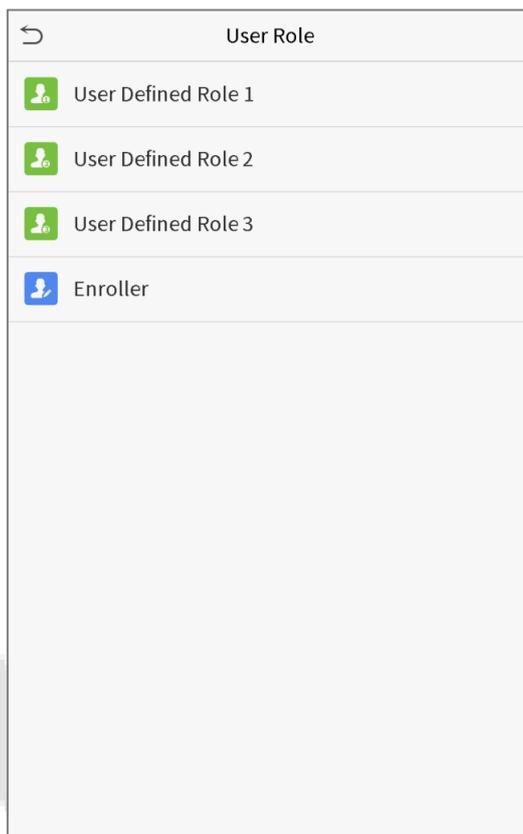 User Role
User Defined Role 1
User Defined Role 2
User Defined Role 3
Enroller